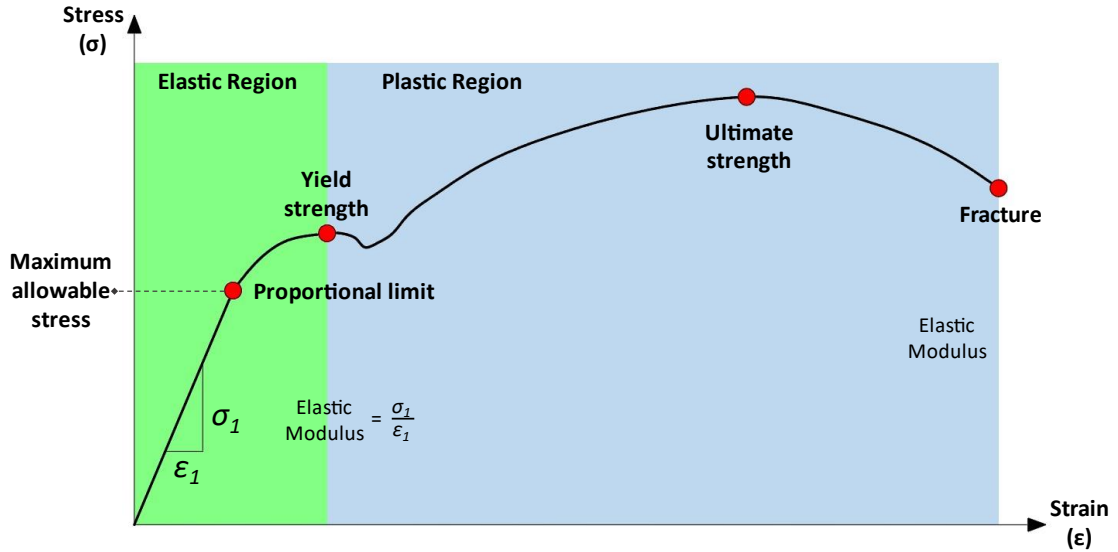 Stress
(σ)
Elastic Region
Plastic Region
Ultimate
strength
Yield
strength
Fracture
Maximum
allowable
stress
Proportional limit
Elastic
Modulus
σ1
ε1
Elastic
Modulus = σ1/ε1
Strain
(ε)